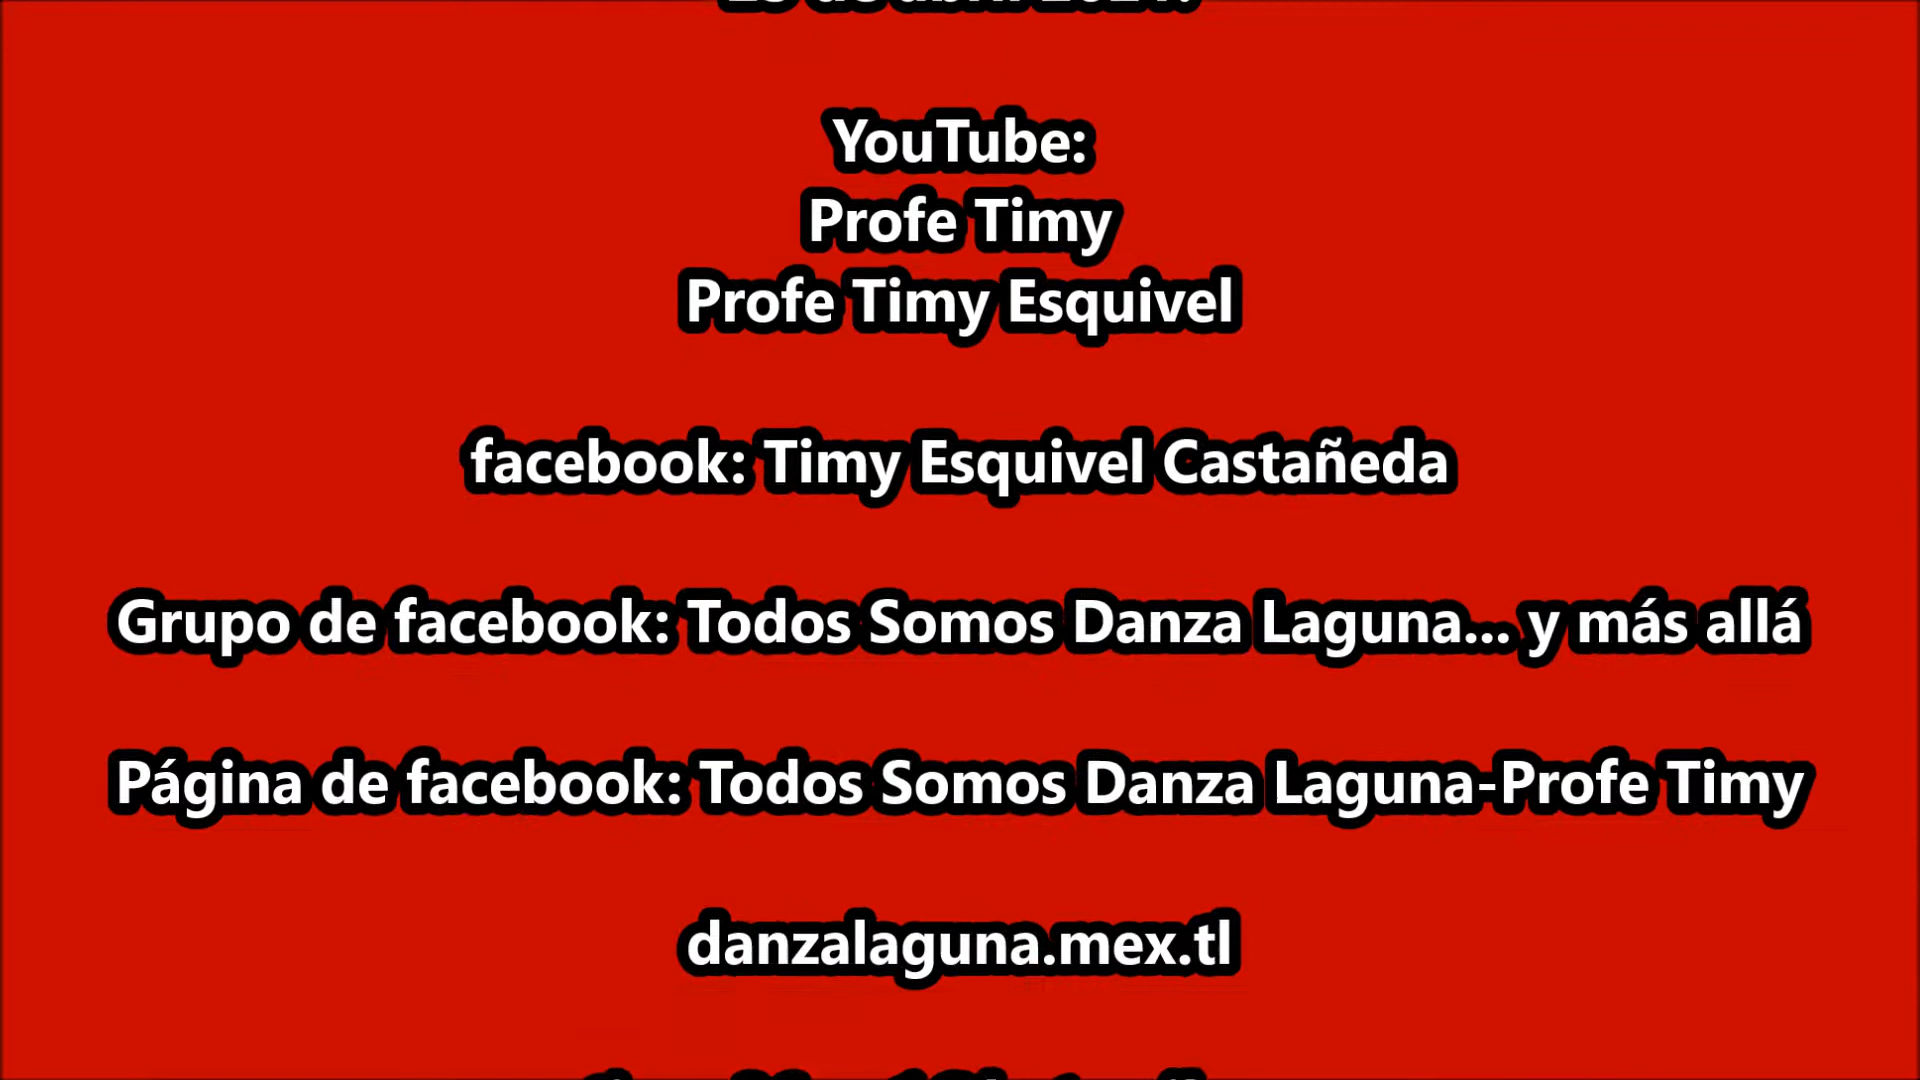 YouTube:
Profe Timy
Profe Timy Esquivel
facebook: Timy Esquivel Castañeda
Grupo de facebook: Todos Somos Danza Laguna... y más allá
Página de facebook: Todos Somos Danza Laguna-Profe Timy
danzalaguna.mex.tl